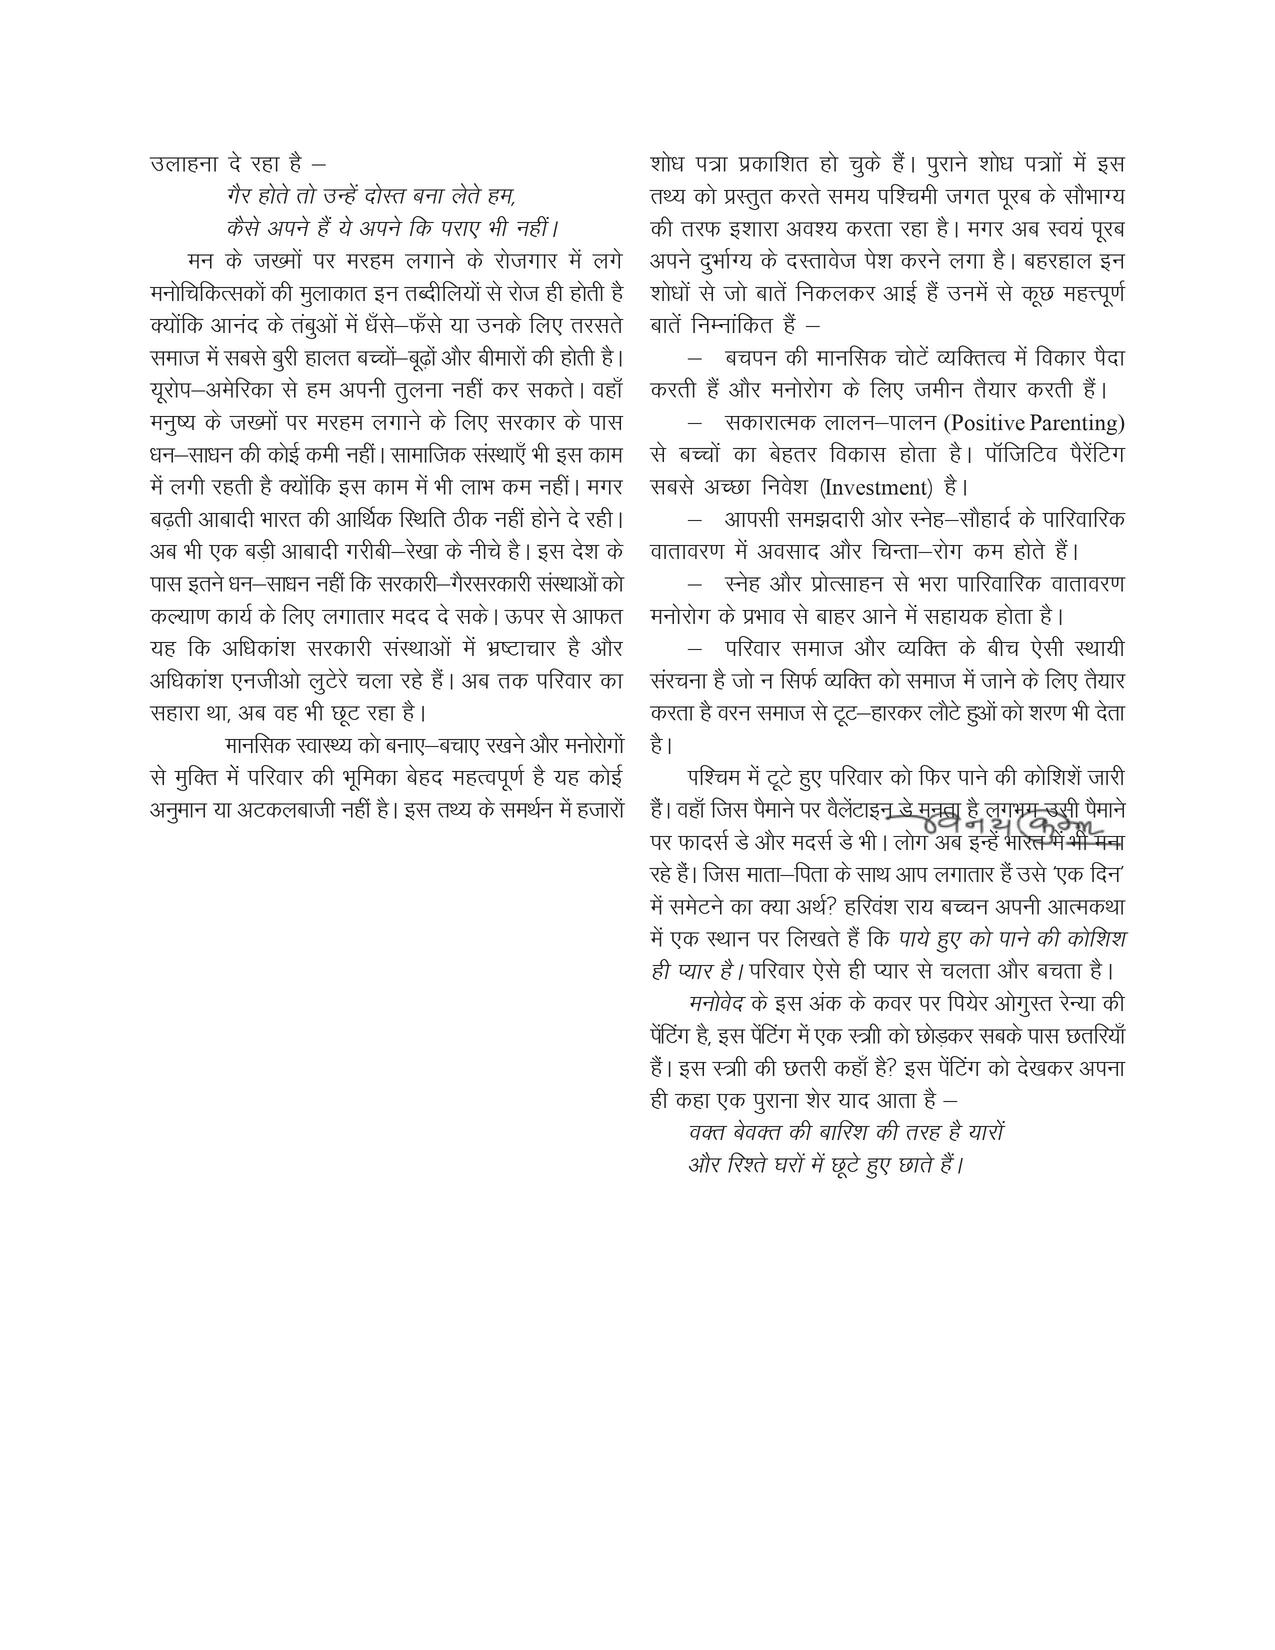 उलाहना दे रहा है –
गैर होते तो उन्हें दोस्त बना लेते हम,
कैसे अपने हैं ये अपने कि पराए भी नहीं।
मन के जख्मों पर मरहम लगाने के रोजगार में लगे
मनोचिकित्सकों की मुलाकात इन तब्दीलियों से रोज ही होती है
क्योंकि आनंद के तंबुओं में धँसे–फँसे या उनके लिए तरसते
समाज में सबसे बुरी हालत बच्चों–बूढ़ों और बीमारों की होती है।
यूरोप–अमेरिका से हम अपनी तुलना नहीं कर सकते। वहाँ
मनुष्य के जख्मों पर मरहम लगाने के लिए सरकार के पास
धन–साधन की कोई कमी नहीं। सामाजिक संस्थाएँ भी इस काम
में लगी रहती है क्योंकि इस काम में भी लाभ कम नहीं। मगर
बढ़ती आबादी भारत की आर्थिक स्थिति ठीक नहीं होने दे रही।
अब भी एक बड़ी आबादी गरीबी–रेखा के नीचे है। इस देश के
पास इतने धन–साधन नहीं कि सरकारी–गैरसरकारी संस्थाओं को
कल्याण कार्य के लिए लगातार मदद दे सके। ऊपर से आफत
यह कि अधिकांश सरकारी संस्थाओं में भ्रष्टाचार है और
अधिकांश एनजीओ लुटेरे चला रहे हैं। अब तक परिवार का
सहारा था, अब वह भी छूट रहा है।
मानसिक स्वास्थ्य को बनाए–बचाए रखने और मनोरोगों
से मुक्ति में परिवार की भूमिका बेहद महत्वपूर्ण है यह कोई
अनुमान या अटकलबाजी नहीं है। इस तथ्य के समर्थन में हजारों
शोध पत्रा प्रकाशित हो चुके हैं। पुराने शोध पत्राों में इस
तथ्य को प्रस्तुत करते समय पश्चिमी जगत पूरब के सौभाग्य
की तरफ इशारा अवश्य करता रहा है। मगर अब स्वयं पूरब
अपने दुर्भाग्य के दस्तावेज पेश करने लगा है। बहरहाल इन
शोधों से जो बातें निकलकर आई हैं उनमें से कूछ महत्त्पूर्ण
बातें निम्नांकित हैं –
– बचपन की मानसिक चोटें व्यक्तित्व में विकार पैदा
करती हैं और मनोरोग के लिए जमीन तैयार करती हैं।
– सकारात्मक लालन–पालन (Positive Parenting)
से बच्चों का बेहतर विकास होता है। पॉजिटिव पैरेंटिग
सबसे अच्छा निवेश (Investment) है।
– आपसी समझदारी ओर स्नेह–सौहार्द के पारिवारिक
वातावरण में अवसाद और चिन्ता–रोग कम होते हैं।
– स्नेह और प्रोत्साहन से भरा पारिवारिक वातावरण
मनोरोग के प्रभाव से बाहर आने में सहायक होता है।
– परिवार समाज और व्यक्ति के बीच ऐसी स्थायी
संरचना है जो न सिर्फ व्यक्ति को समाज में जाने के लिए तैयार
करता है वरन समाज से टूट–हारकर लौटे हुओं को शरण भी देता
है।
पश्चिम में टूटे हुए परिवार को फिर पाने की कोशिशें जारी
हैं। वहाँ जिस पैमाने पर वैलेंटाइन डे मनता है लगभग उसी पैमाने
पर फादर्स डे और मदर्स डे भी। लोग अब इन्हें भारत में भी मना
रहे हैं। जिस माता–पिता के साथ आप लगातार हैं उसे 'एक दिन'
में समेटने का क्या अर्थ? हरिवंश राय बच्चन अपनी आत्मकथा
में एक स्थान पर लिखते हैं कि पाये हुए को पाने की कोशिश
ही प्यार है। परिवार ऐसे ही प्यार से चलता और बचता है।
मनोवेद के इस अंक के कवर पर पियेर ओगुस्त रेन्या की
पेंटिंग है, इस पेंटिंग में एक स्त्राी को छोड़कर सबके पास छतरियाँ
हैं। इस स्त्राी की छतरी कहाँ है? इस पेंटिंग को देखकर अपना
ही कहा एक पुराना शेर याद आता है –
वक्त बेवक्त की बारिश की तरह है यारों
और रिश्ते घरों में छूटे हुए छाते हैं।